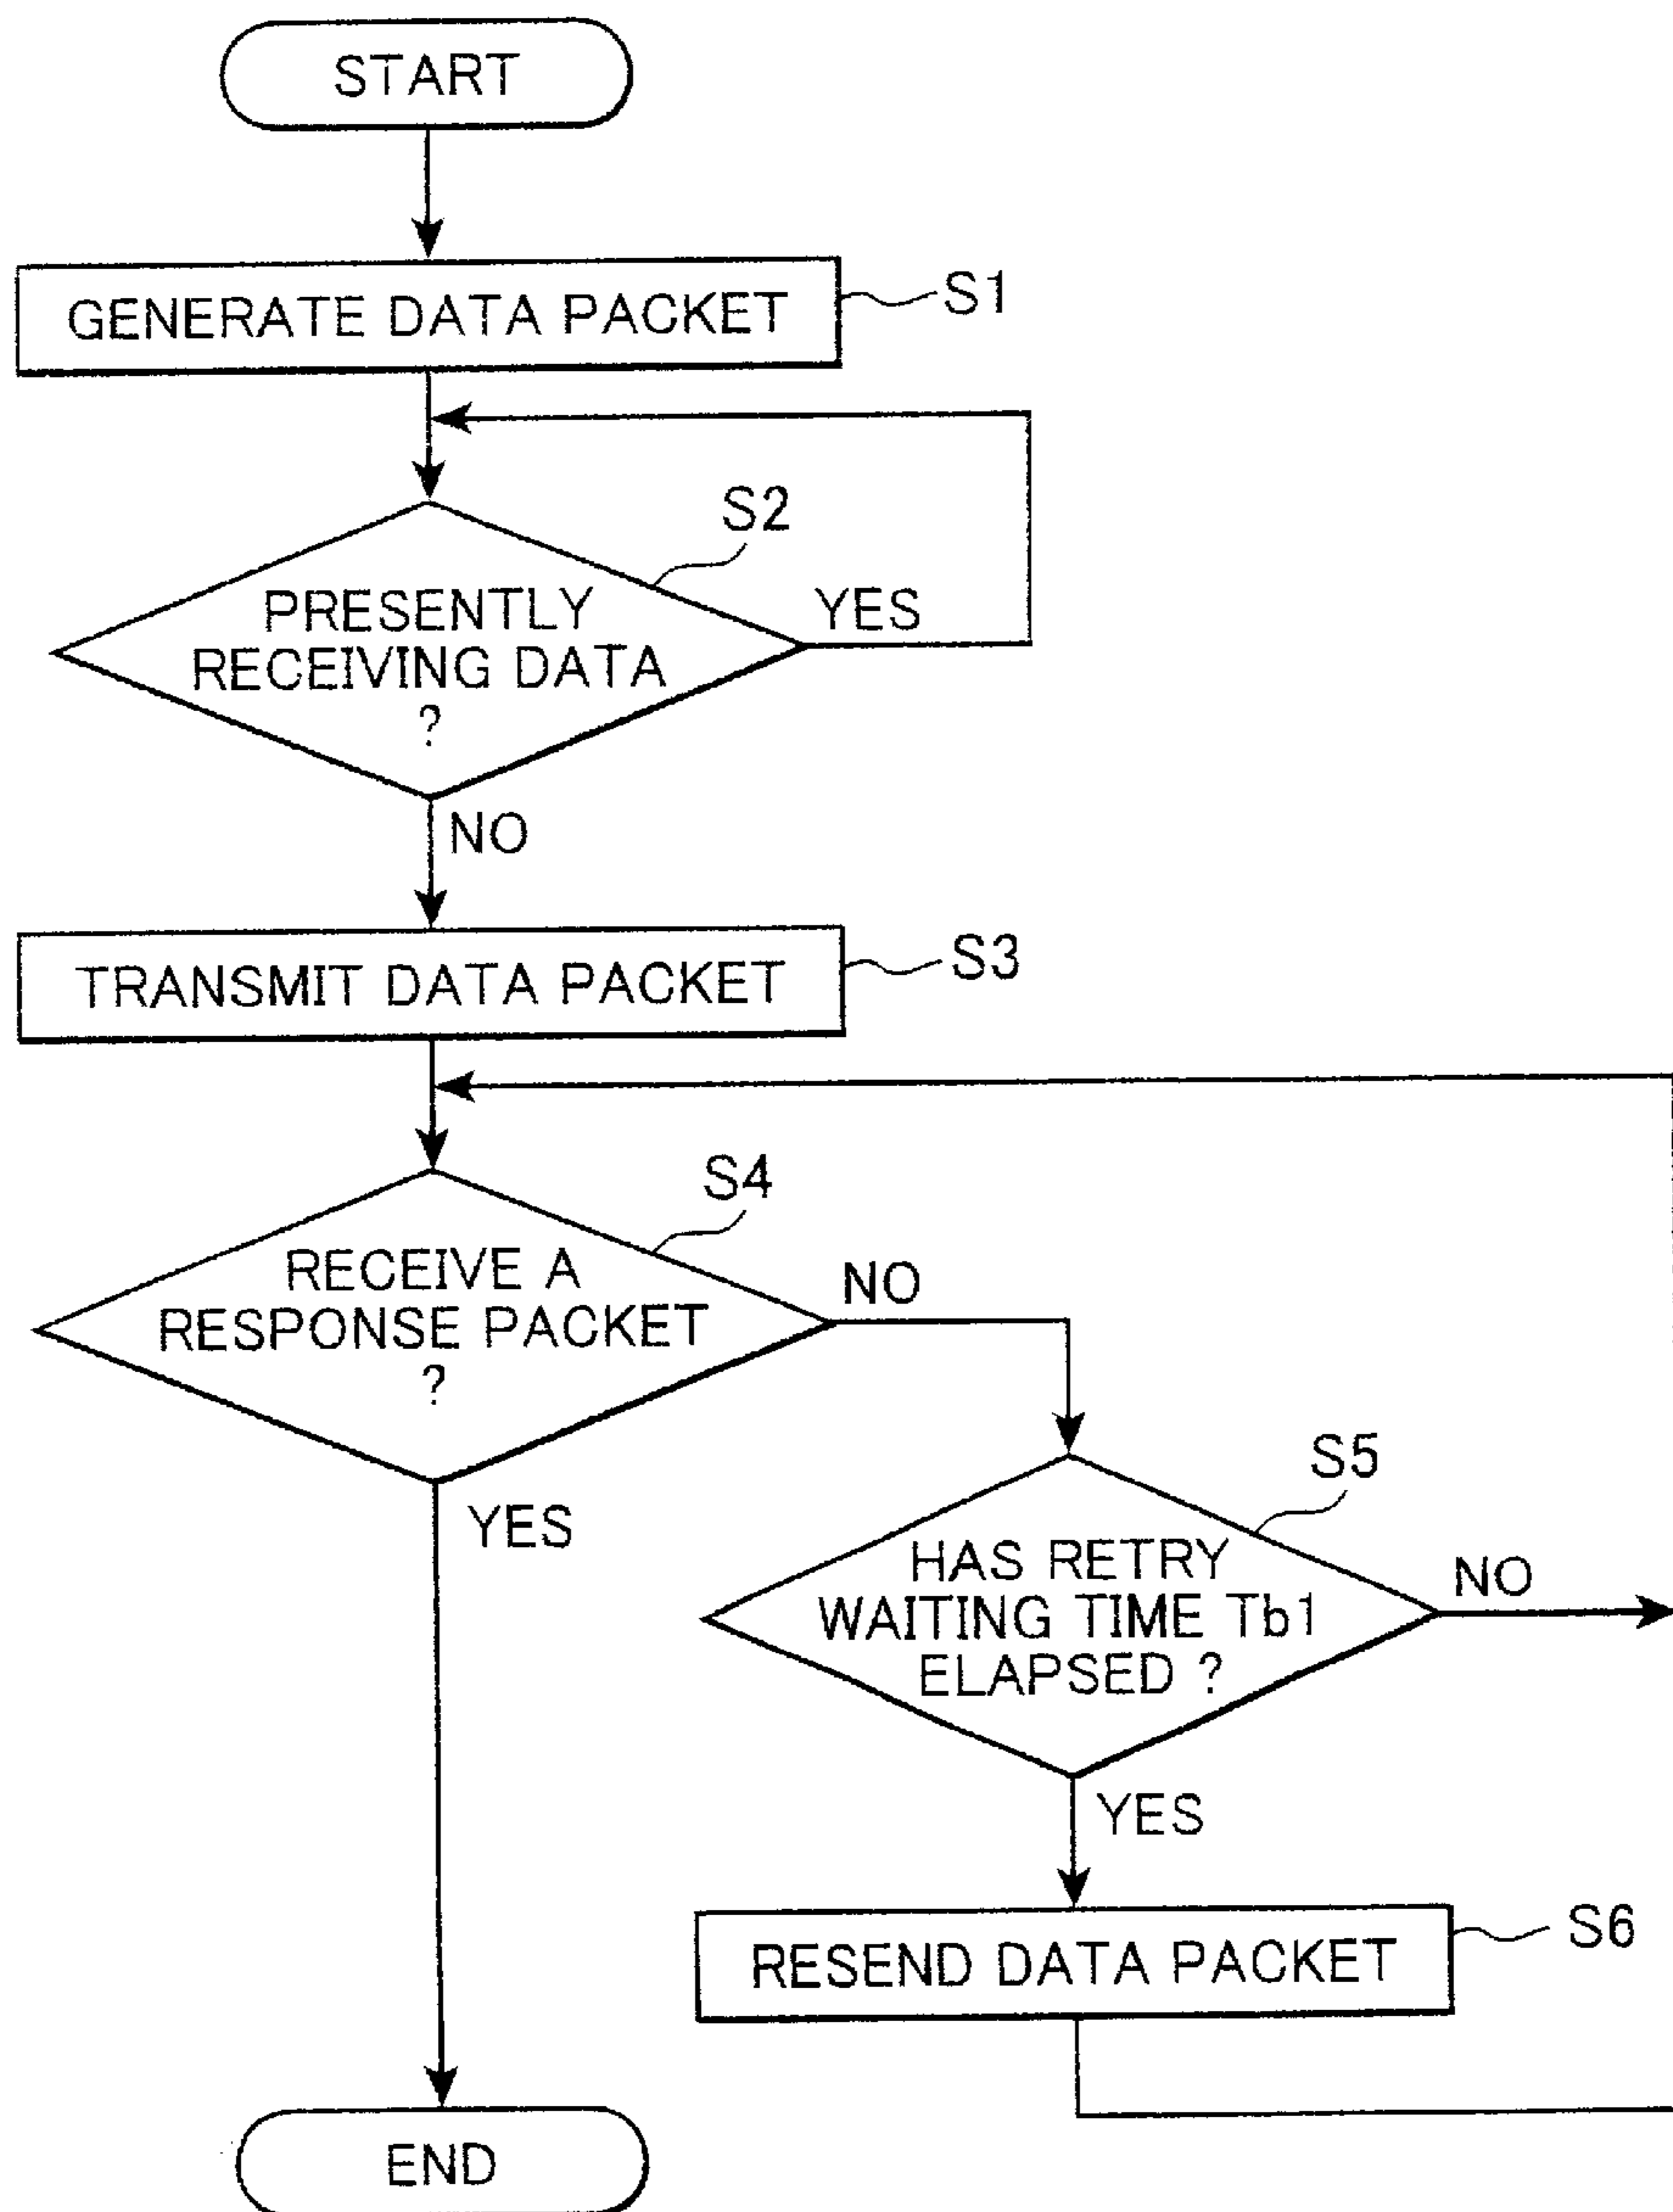 START
GENERATE DATA PACKET
S1
S2
PRESENTLY
RECEIVING DATA
?
YES
NO
TRANSMIT DATA PACKET
S3
S4
RECEIVE A
RESPONSE PACKET
?
NO
YES
S5
HAS RETRY
WAITING TIME Tb1
ELAPSED ?
NO
YES
RESEND DATA PACKET
S6
END